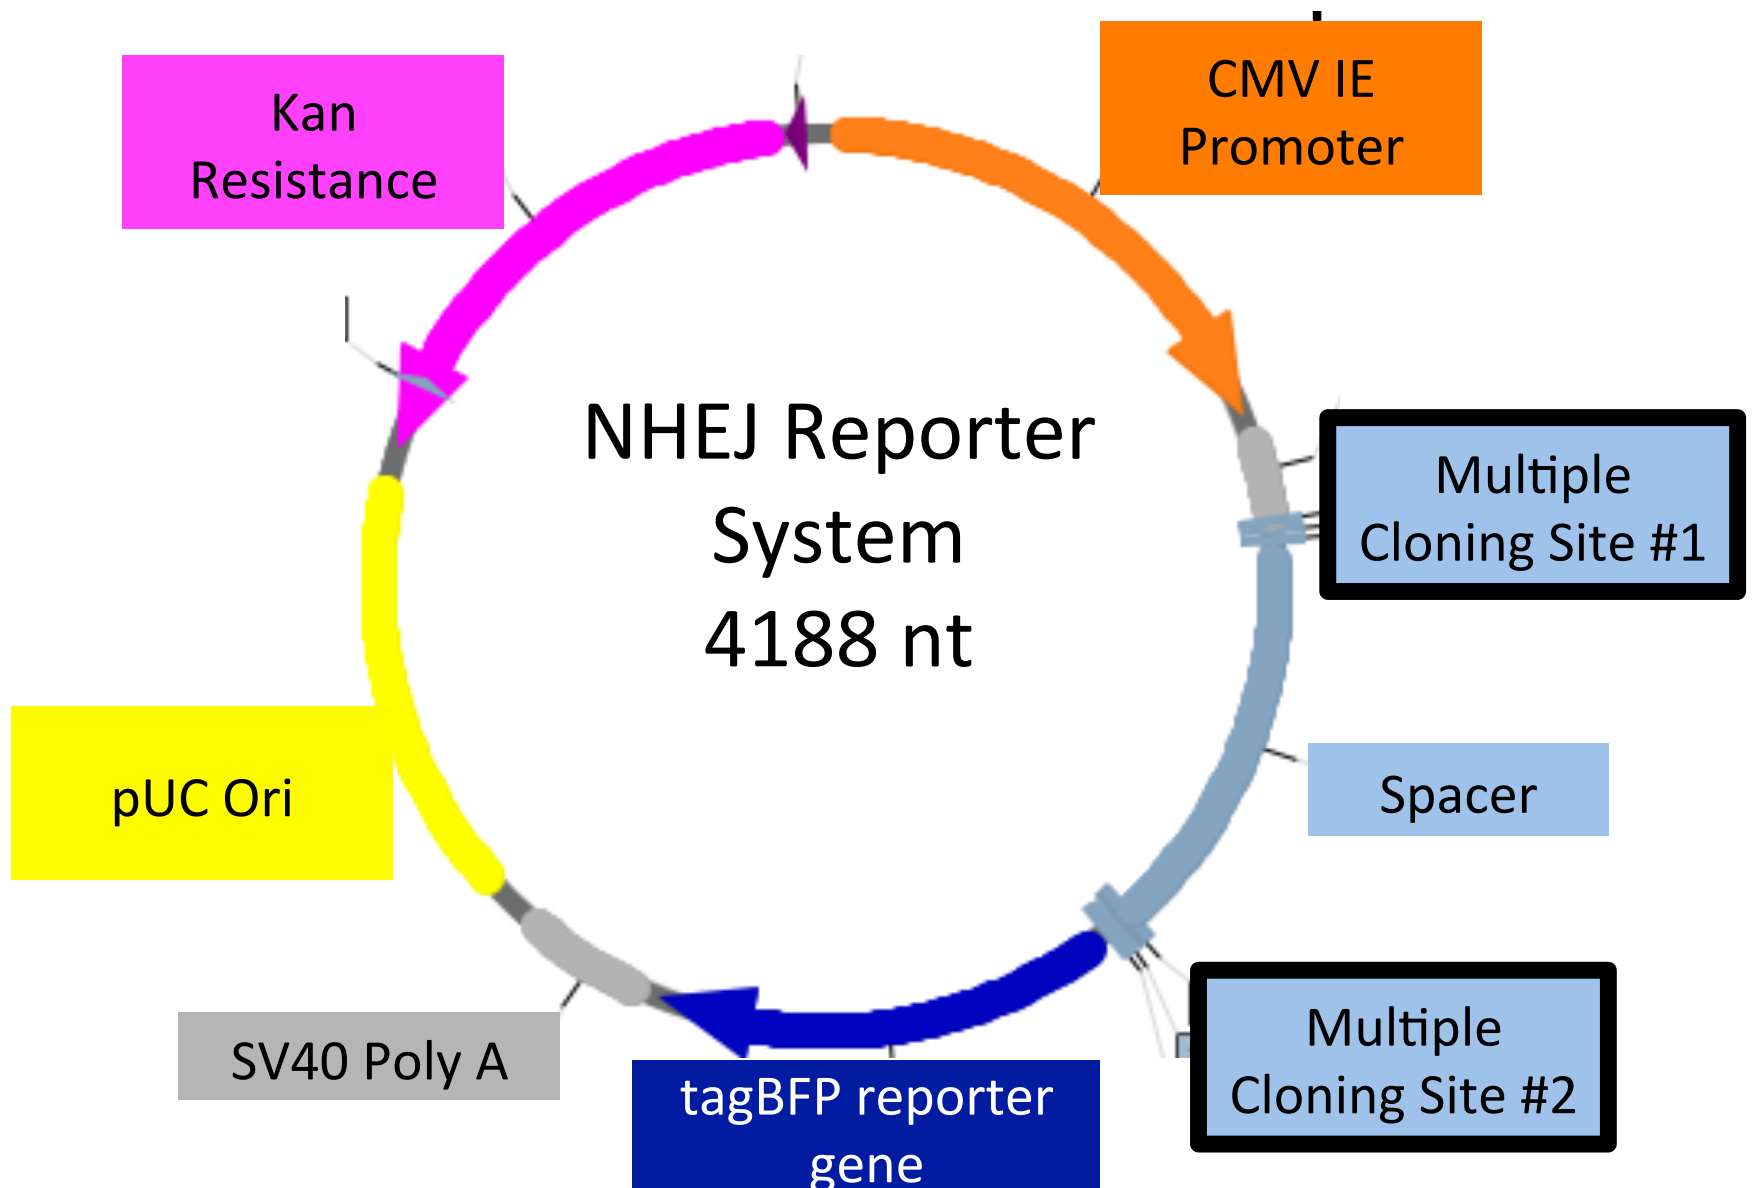 Kan
Resistance
CMV IE
Promoter
NHEJ Reporter
System
4188 nt
Multiple
Cloning Site #1
pUC Ori
Spacer
SV40 Poly A
tagBFP reporter
gene
Multiple
Cloning Site #2